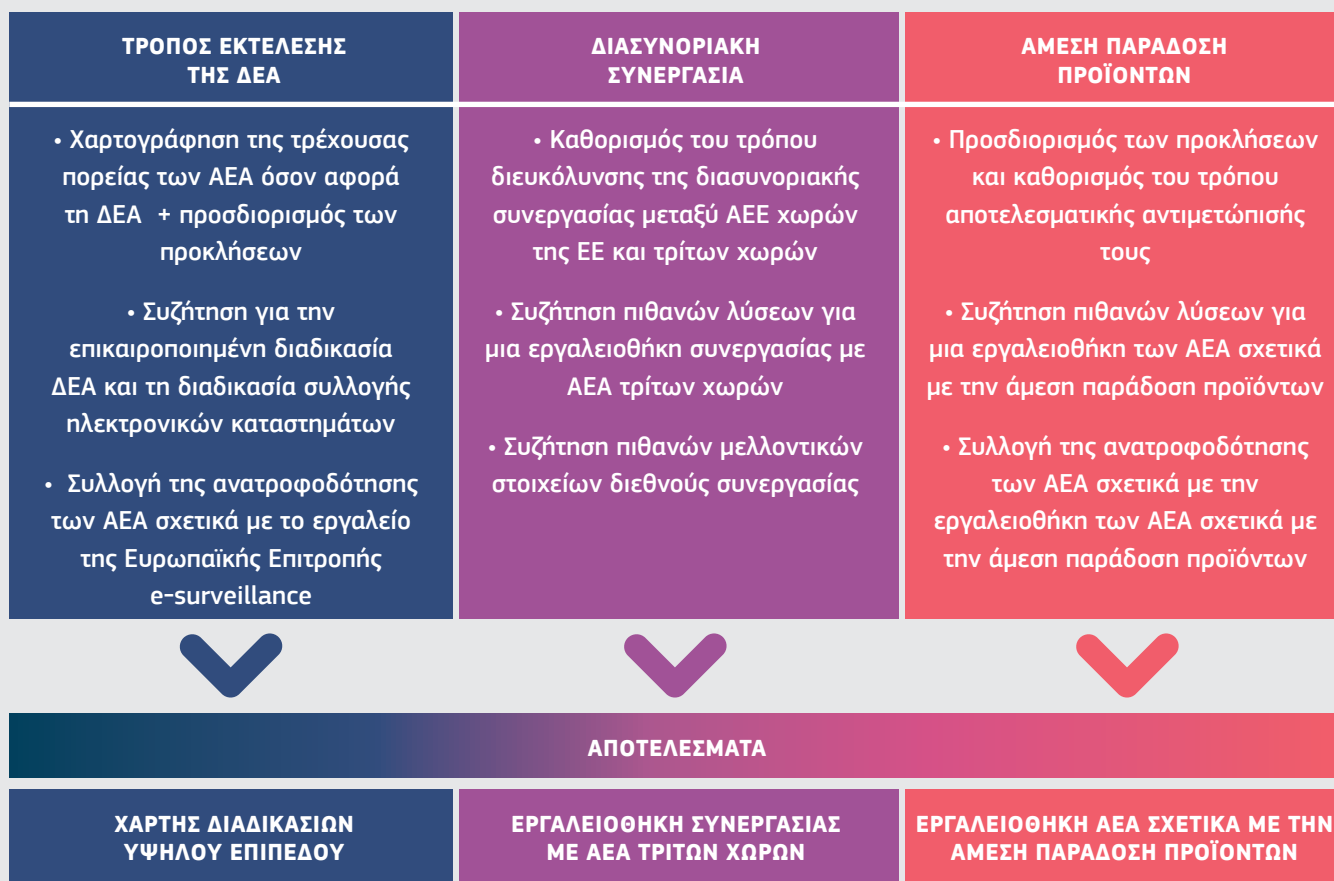 ΤΡΟΠΟΣ ΕΚΤΕΛΕΣΗΣ
ΤΗΣ ΔΕΑ
• Χαρτογράφηση της τρέχουσας
πορείας των ΑΕΑ όσον αφορά
τη ΔΕΑ + προσδιορισμός των
προκλήσεων
• Συζήτηση για την
επικαιροποιημένη διαδικασία
ΔΕΑ και τη διαδικασία συλλογής
ηλεκτρονικών καταστημάτων
• Συλλογή της ανατροφοδότησης
των ΑΕΑ σχετικά με το εργαλείο
της Ευρωπαϊκής Επιτροπής
e-surveillance
ΔΙΑΣΥΝΟΡΙΑΚΗ
ΣΥΝΕΡΓΑΣΙΑ
• Καθορισμός του τρόπου
διευκόλυνσης της διασυνοριακής
συνεργασίας μεταξύ ΑΕΕ χωρών
της ΕΕ και τρίτων χωρών
• Συζήτηση πιθανών λύσεων για
μια εργαλειοθήκη συνεργασίας με
ΑΕΑ τρίτων χωρών
• Συζήτηση πιθανών μελλοντικών
στοιχείων διεθνούς συνεργασίας
ΑΜΕΣΗ ΠΑΡΑΔΟΣΗ
ΠΡΟΪΟΝΤΩΝ
• Προσδιορισμός των προκλήσεων
και καθορισμός του τρόπου
αποτελεσματικής αντιμετώπισής
τους
• Συζήτηση πιθανών λύσεων για
μια εργαλειοθήκη των ΑΕΑ σχετικά
με την άμεση παράδοση προϊόντων
• Συλλογή της ανατροφοδότησης
των ΑΕΑ σχετικά με την
εργαλειοθήκη των ΑΕΑ σχετικά με
την άμεση παράδοση προϊόντων
ΑΠΟΤΕΛΕΣΜΑΤΑ
ΧΑΡΤΗΣ ΔΙΑΔΙΚΑΣΙΩΝ
ΥΨΗΛΟΥ ΕΠΙΠΕΔΟΥ
ΕΡΓΑΛΕΙΟΘΗΚΗ ΣΥΝΕΡΓΑΣΙΑΣ
ΜΕ ΑΕΑ ΤΡΙΤΩΝ ΧΩΡΩΝ
ΕΡΓΑΛΕΙΟΘΗΚΗ ΑΕΑ ΣΧΕΤΙΚΑ ΜΕ ΤΗΝ
ΑΜΕΣΗ ΠΑΡΑΔΟΣΗ ΠΡΟΪΟΝΤΩΝ